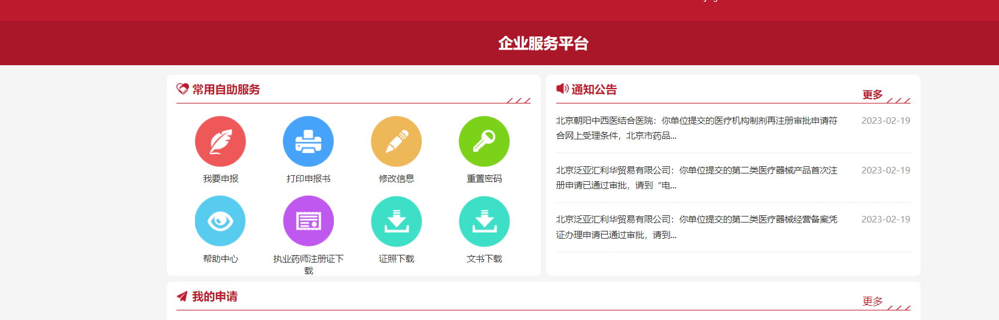 企业服务平台
常用自助服务
我要申报
打印申报书
修改信息
重置密码
帮助中心
执业药师注册证下
载
证照下载
文书下载
通知公告
更多
北京朝阳中西医结合医院：你单位提交的医疗机构制剂再注册审批申请符
合网上受理条件，北京市药品...
2023-02-19
北京泛亚汇利华贸易有限公司：你单位提交的第二类医疗器械产品首次注
册申请已通过审批，请到“电...
2023-02-19
北京泛亚汇利华贸易有限公司：你单位提交的第二类医疗器械经营备案凭
证办理申请已通过审批，请到...
2023-02-19
我的申请
更多